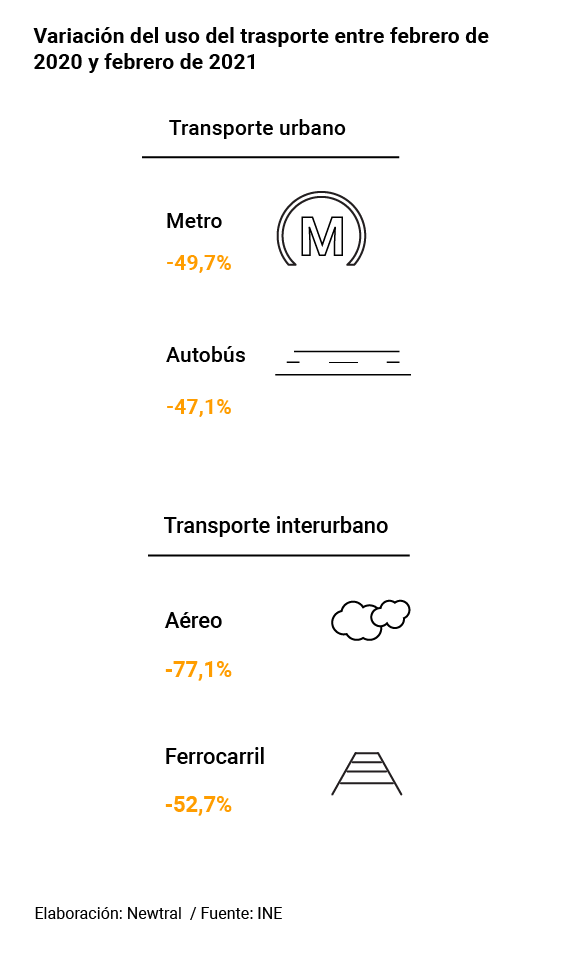 Variación del uso del trasporte entre febrero de
2020 y febrero de 2021
Transporte urbano
Metro
M
-49,7%
Autobús
-47,1%
Transporte interurbano
Aéreo
-77,1%
Ferrocarril
-52,7%
Elaboración: Newtral / Fuente: INE